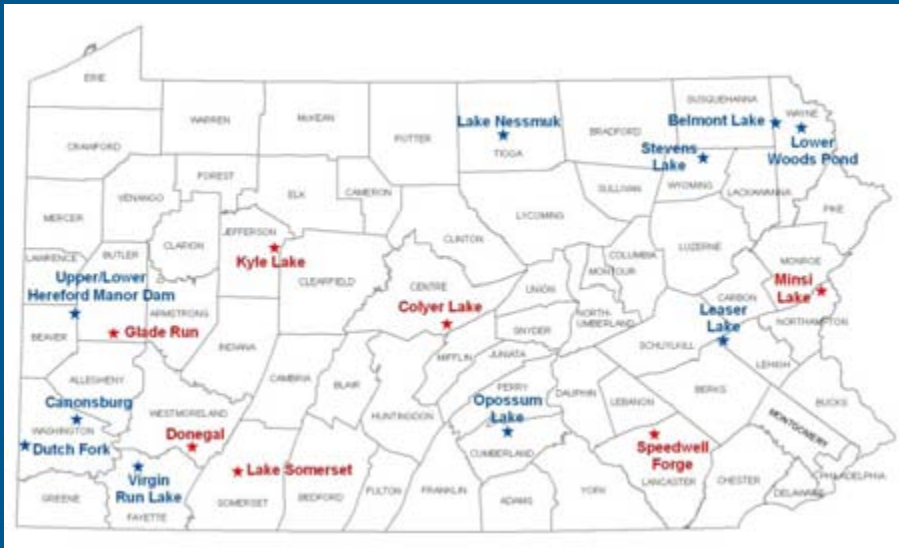 ERIE
CRAWFORD
WARREN
McKEAN
POTTER
Lake Nessmuk
TIOGA
BRADFORD
SUSQUEHANNA
Belmont Lake
WAYNE
Lower
Woods Pond
Stevens
Lake
WYOMING
LACKAWANNA
PIKE
MERCER
VENANGO
FOREST
ELK
CAMERON
SULLIVAN
LYCOMING
CLINTON
LUZERNE
COLUMBIA
MONTOUR
MONROE
Minsi
Lake
LAWRENCE
BUTLER
CLARION
JEFFERSON
Kyle Lake
CLEARFIELD
CENTRE
Colyer Lake
UNION
NORTH-
UMBERLAND
SNYDER
CARBON
Leaser
Lake
NORTHAMPTON
Upper/Lower
Hereford Manor Dam
BEAVER
Glade Run
ARMSTRONG
INDIANA
MIFFLIN
JUNIATA
SCHUYLKILL
LEHIGH
ALLEGHENY
CAMBRIA
BLAIR
HUNTINGDON
PERRY
Opossum
Lake
CUMBERLAND
DAUPHIN
LEBANON
BERKS
BUCKS
MONTGOMERY
Canonsburg
WASHINGTON
Dutch Fork
WESTMORELAND
Donegal
Lake Somerset
Speedwell
Forge
LANCASTER
CHESTER
PHILADELPHIA
DELAWARE
GREENE
Virgin
Run Lake
FAYETTE
SOMERSET
BEDFORD
FULTON
FRANKLIN
ADAMS
YORK